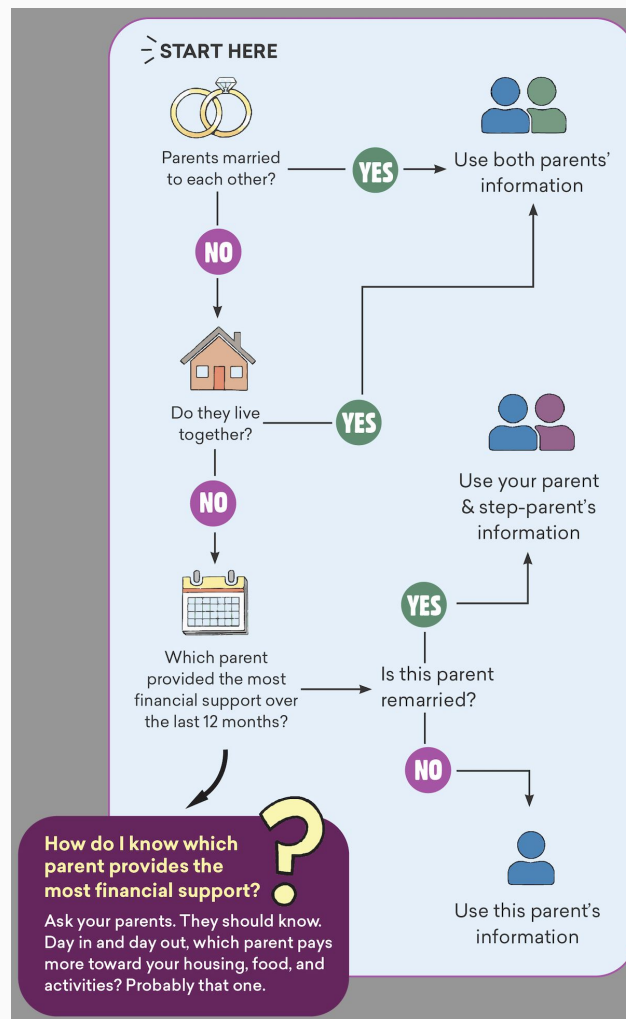 START HERE
Parents married
to each other?
YES
Use both parents'
information
NO
Do they live
together?
YES
NO
Use your parent
& step-parent's
information
Which parent
provided the most
financial support over
the last 12 months?
Is this parent
remarried?
YES
NO
Use this parent's
information
How do I know which
parent provides the
most financial support?
?
Ask your parents. They should know.
Day in and day out, which parent pays
more toward your housing, food, and
activities? Probably that one.